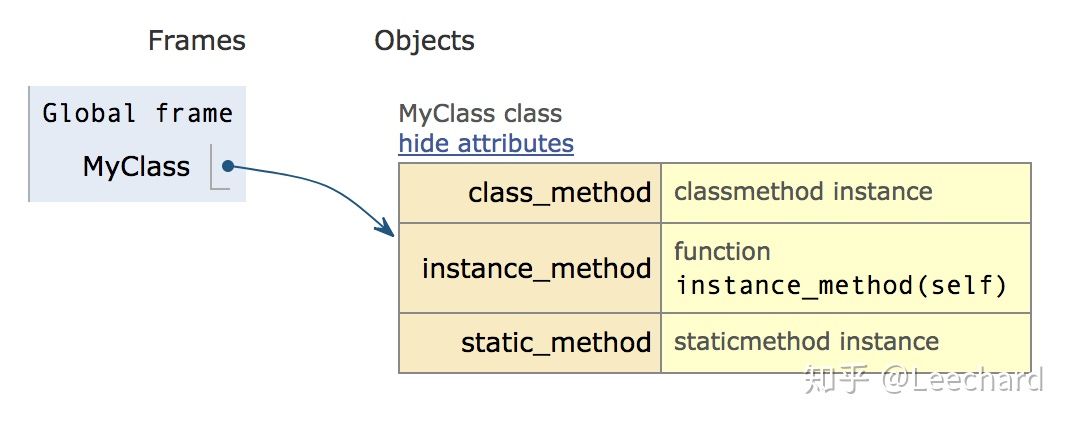 Frames Objects
Global frame
MyClass
MyClass class
hide attributes
class_method classmethod instance
instance_method function
instance_method(self)
static_method staticmethod instance
知乎 @Leechard